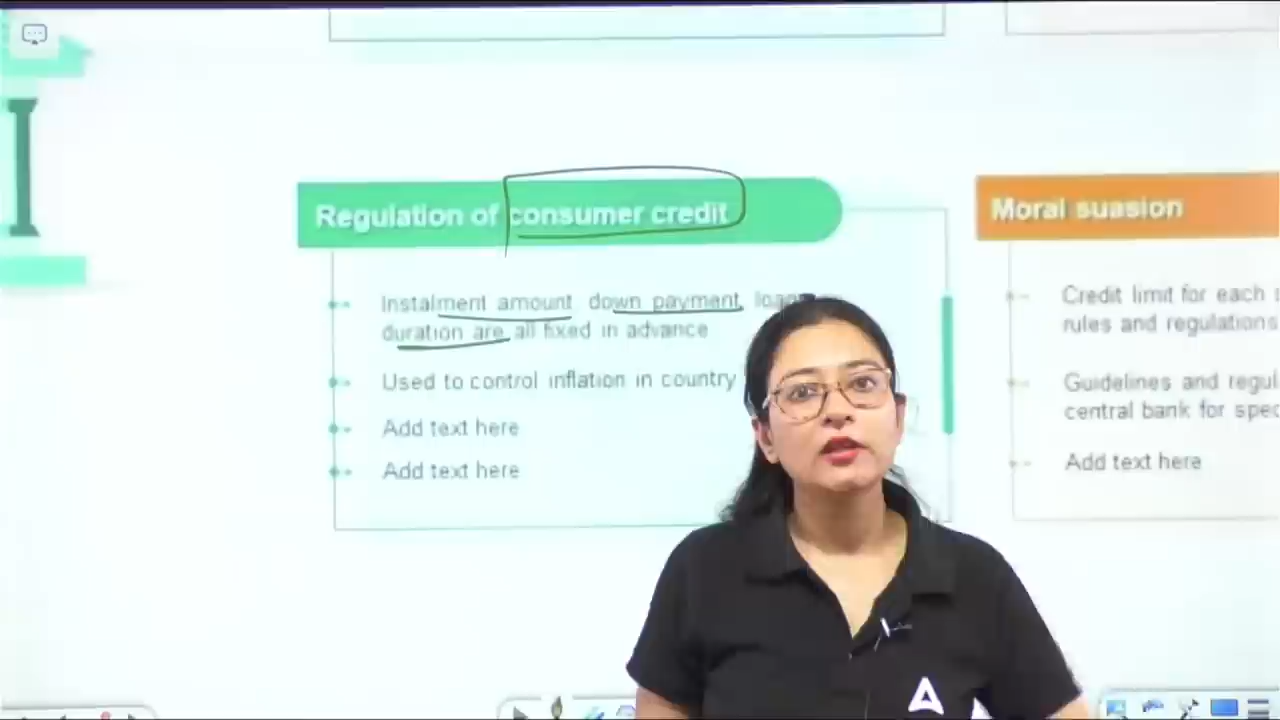 Regulation of consumer credit
Instalment amount, down payment, loan
duration are all fixed in advance
Used to control inflation in country
Add text here
Add text here
Moral suasion
Credit limit for each
rules and regulations
Guidelines and
central bank for
Add text here